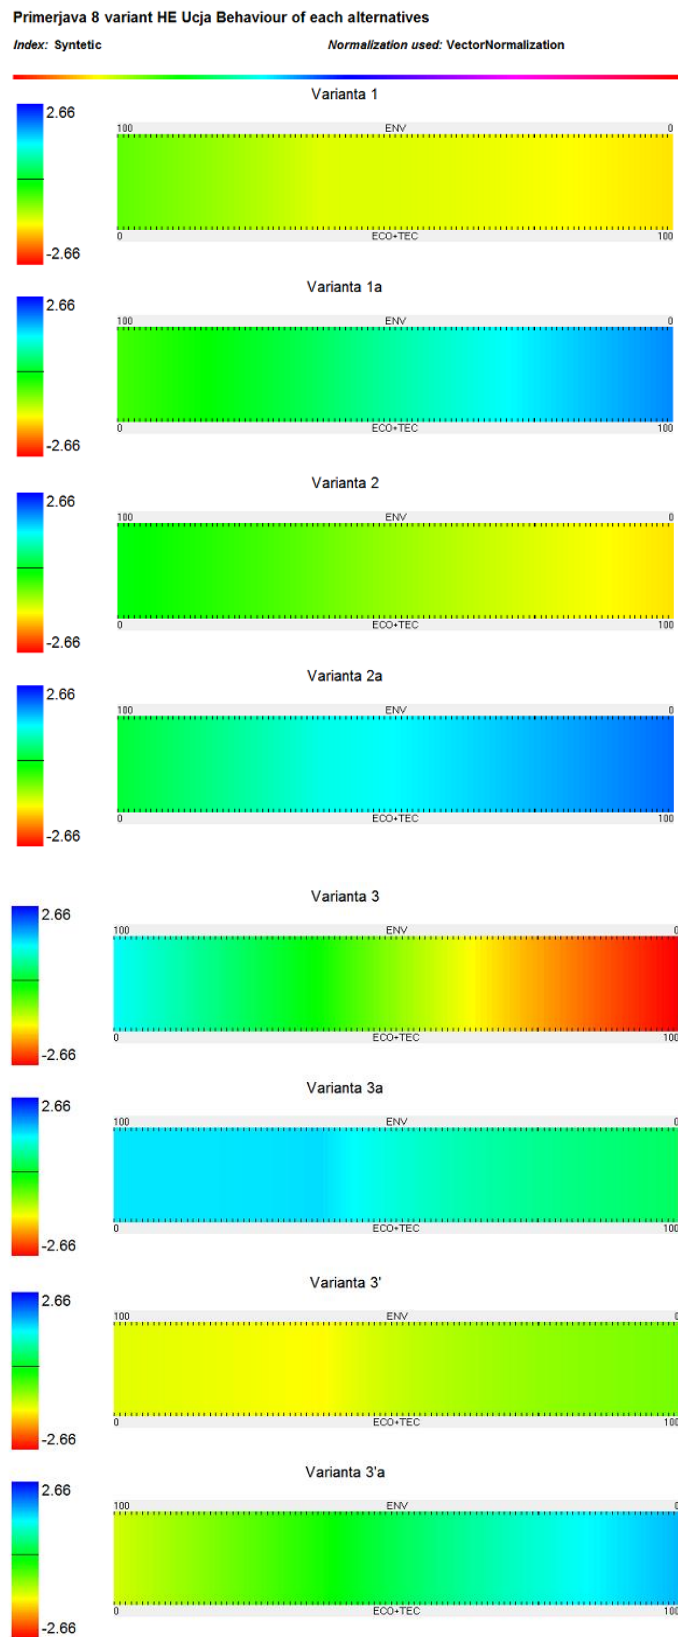 Primerjava 8 variant HE Ucja Behaviour of each alternatives
Index: Syntetic Normalization used: VectorNormalization
Varianta 1
2.66
100 ENV 0
0 ECO+TEC 100
-2.66
Varianta 1a
2.66
100 ENV 0
0 ECO+TEC 100
-2.66
Varianta 2
2.66
100 ENV 0
0 ECO+TEC 100
-2.66
Varianta 2a
2.66
100 ENV 0
0 ECO+TEC 100
-2.66
Varianta 3
2.66
100 ENV 0
0 ECO+TEC 100
-2.66
Varianta 3a
2.66
100 ENV 0
0 ECO+TEC 100
-2.66
Varianta 3'
2.66
100 ENV 0
0 ECO+TEC 100
-2.66
Varianta 3'a
2.66
100 ENV 0
0 ECO+TEC 100
-2.66